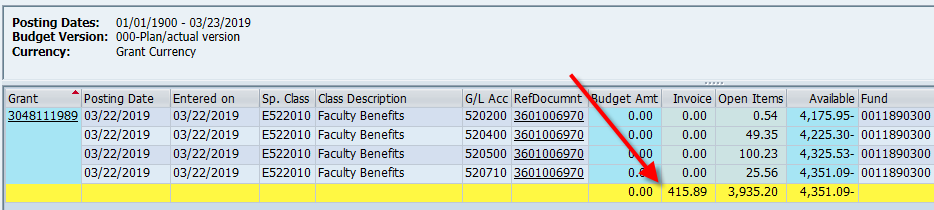 Posting Dates: 01/01/1900 - 03/23/2019
Budget Version: 000-Plan/actual version
Currency: Grant Currency
Grant Posting Date Entered on Sp. Class Class Description G/L Acc RefDocumnt Budget Amt Invoice Open Items Available Fund
3048111989 03/22/2019 03/22/2019 E522010 Faculty Benefits 520200 3601006970 0.00 0.00 0.54 4,175.95- 0011890300
03/22/2019 03/22/2019 E522010 Faculty Benefits 520400 3601006970 0.00 0.00 49.35 4,225.30- 0011890300
03/22/2019 03/22/2019 E522010 Faculty Benefits 520500 3601006970 0.00 0.00 100.23 4,325.53- 0011890300
03/22/2019 03/22/2019 E522010 Faculty Benefits 520710 3601006970 0.00 0.00 25.56 4,351.09- 0011890300
0.00 415.89 3,935.20 4,351.09-